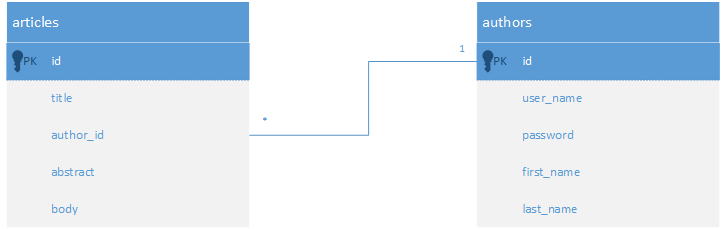 articles
PK id
title
author_id
abstract
body
*
1
authors
PK id
user_name
password
first_name
last_name